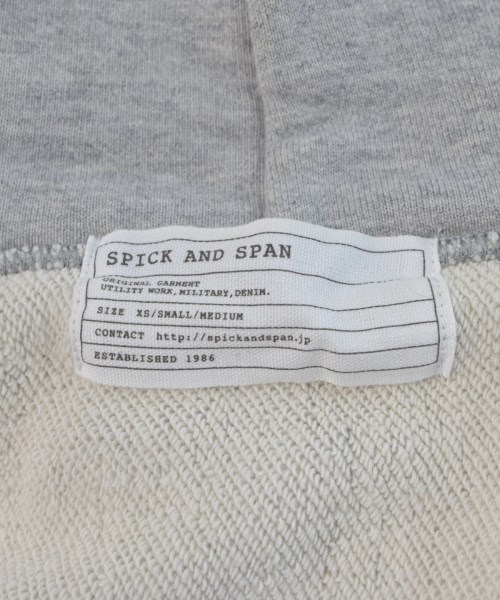 SPICK AND SPAN
ORIGINAL GARMENT
UTILITY WORK,MILITARY,DENIM.
SIZE XS/SMALL/MEDIUM
CONTACT http://spickandspan.jp
ESTABLISHED 1986